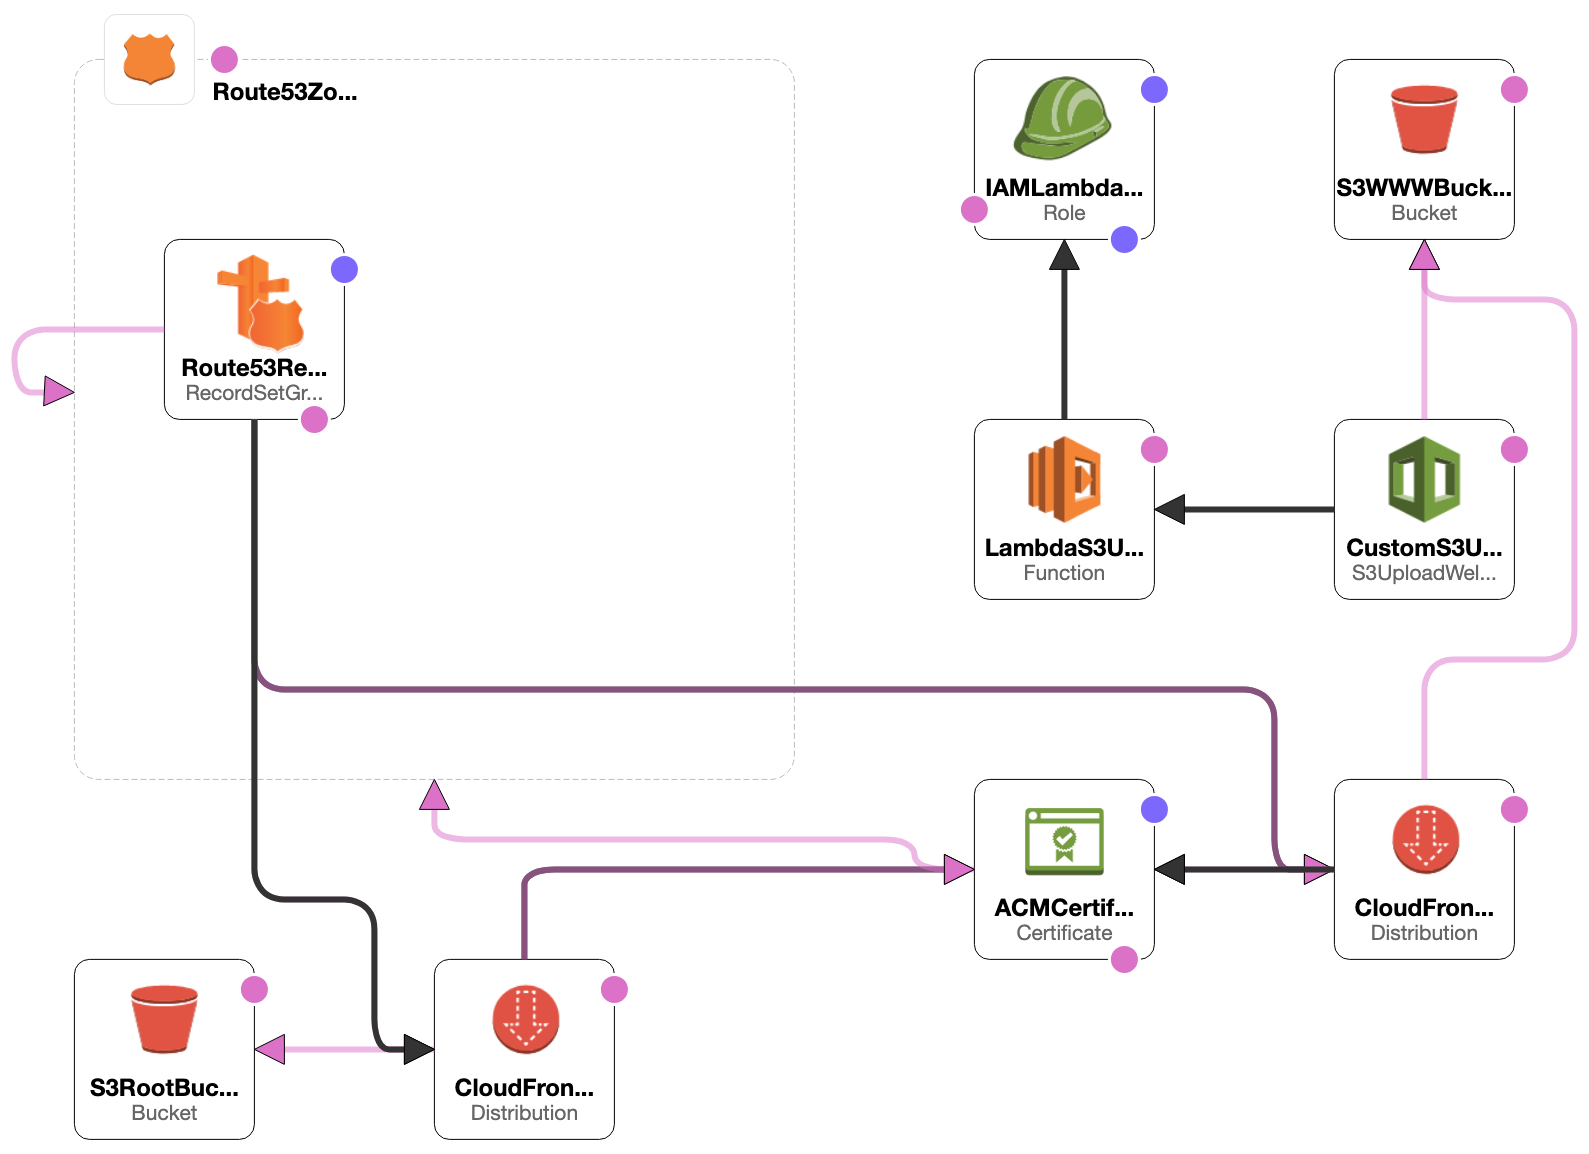 Route53Zo...
IAMLambda...
Role
S3WWWBuck...
Bucket
Route53Re...
RecordSetGr...
LambdaS3U...
Function
CustomS3U...
S3UploadWel...
ACMCertif...
Certificate
CloudFron...
Distribution
S3RootBuc...
Bucket
CloudFron...
Distribution